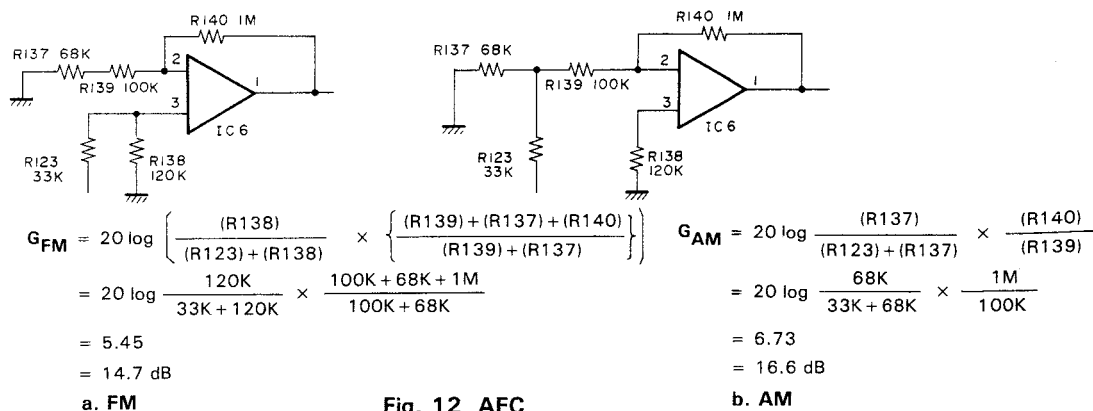 R140 1M
R137 68K
2
R139 100K
1
3
IC6
R123
33K
R138
120K
R140 1M
R137 68K
2
R139 100K
1
3
IC6
R123
33K
R138
120K
G_FM = 20 log ( (R138) / (R123)+(R138) × { (R139)+(R137)+(R140) / (R139)+(R137) } )
= 20 log 120K / 33K+120K × 100K+68K+1M / 100K+68K
= 5.45
= 14.7 dB
a. FM
G_AM = 20 log (R137) / (R123)+(R137) × (R140) / (R139)
= 20 log 68K / 33K+68K × 1M / 100K
= 6.73
= 16.6 dB
b. AM
Fig. 12 AFC